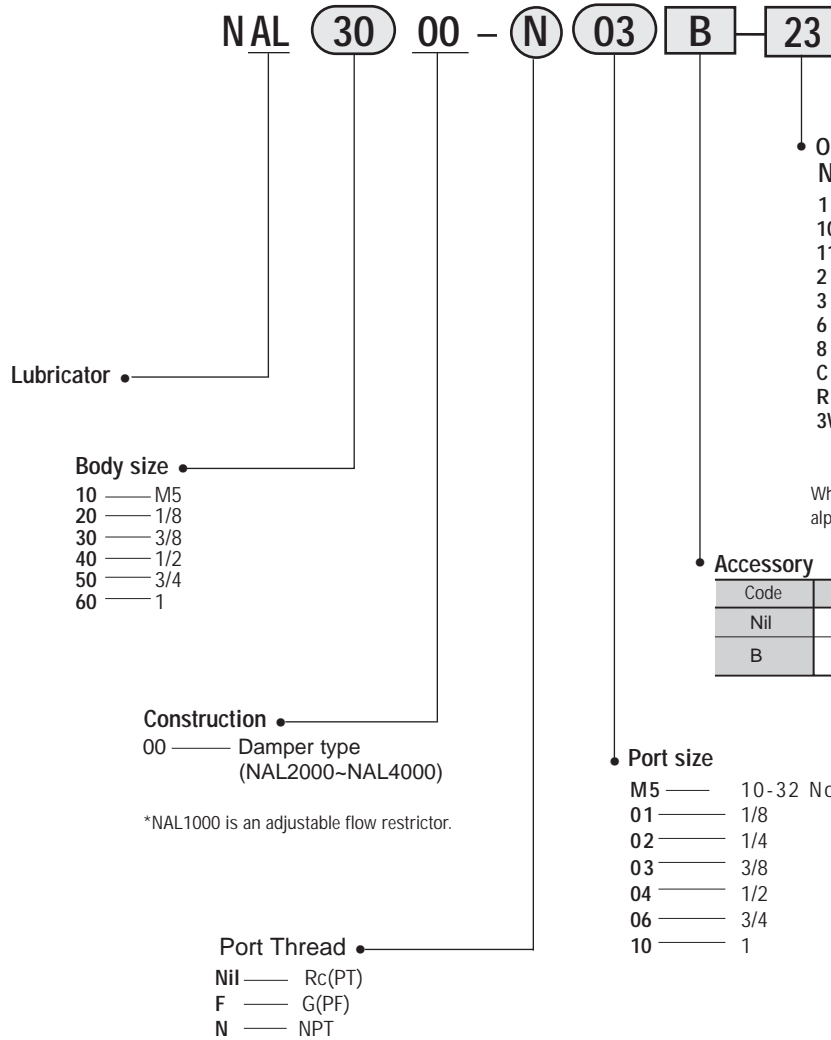 NAL 30 00 – N 03 B 23
N
1
2
3
6
8
C
R
Lubricator
Body size
10 M5
20 1/8
30 3/8
40 1/2
50 3/4
60 1
Accessory
Code
Nil
B
Construction
00 Damper type
(NAL2000~NAL4000)
*NAL1000 is an adjustable flow restrictor.
Port size
M5 10-32
01 1/8
02 1/4
03 3/8
04 1/2
06 3/4
10 1
Port Thread
Nil Rc(PT)
F G(PF)
N NPT